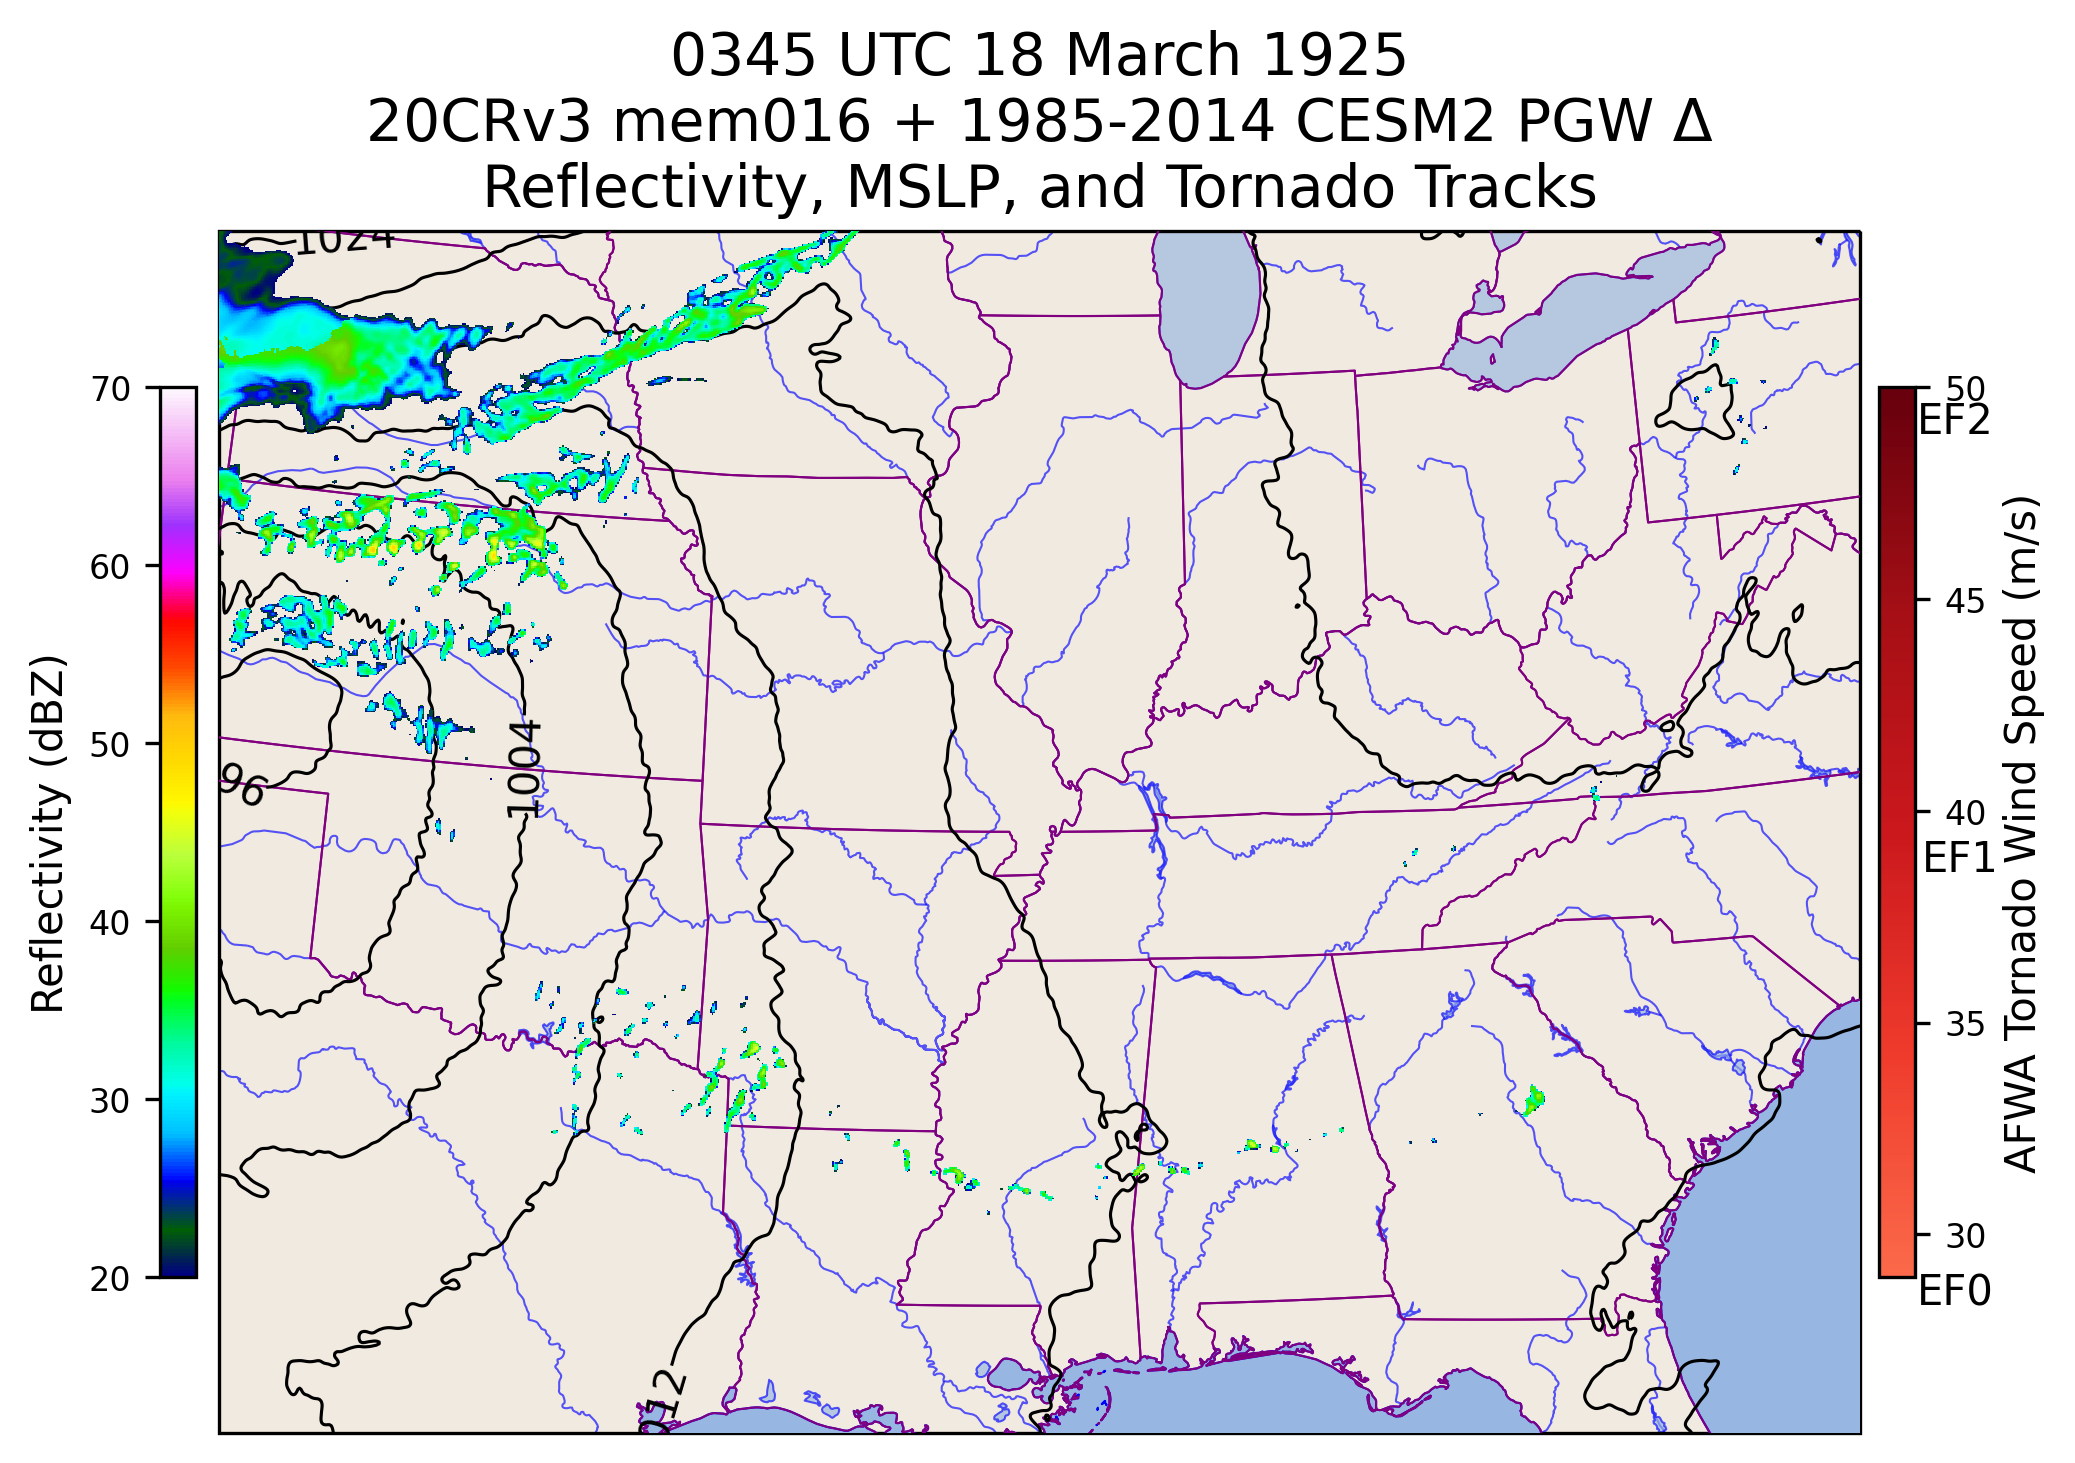 0345 UTC 18 March 1925
20CRv3 mem016 + 1985-2014 CESM2 PGW Δ
Reflectivity, MSLP, and Tornado Tracks
1024
1004
96
012
70
60
50
40
30
20
Reflectivity (dBZ)
50
EF2
45
40
EF1
35
30
EF0
AFWA Tornado Wind Speed (m/s)